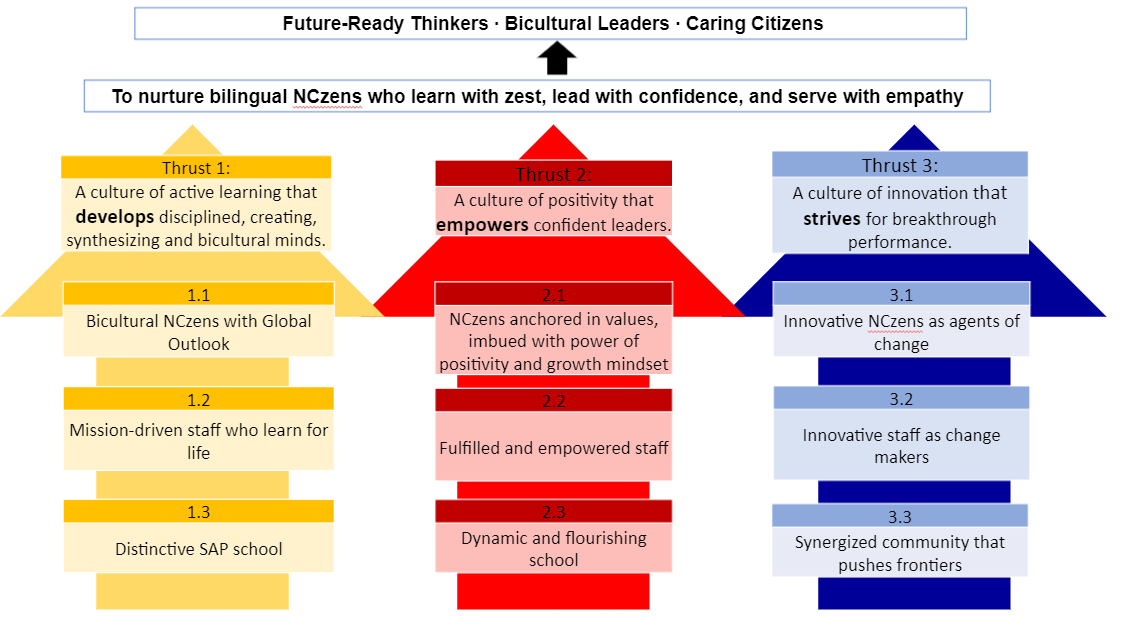 Future-Ready Thinkers · Bicultural Leaders · Caring Citizens
To nurture bilingual NCzens who learn with zest, lead with confidence, and serve with empathy
Thrust 1:
A culture of active learning that
develops disciplined, creating,
synthesizing and bicultural minds.
1.1
Bicultural NCzens with Global
Outlook
1.2
Mission-driven staff who learn for
life
1.3
Distinctive SAP school
Thrust 2:
A culture of positivity that
empowers confident leaders.
2.1
NCzens anchored in values,
imbued with power of
positivity and growth mindset
2.2
Fulfilled and empowered staff
2.3
Dynamic and flourishing
school
Thrust 3:
A culture of innovation that
strives for breakthrough
performance.
3.1
Innovative NCzens as agents of
change
3.2
Innovative staff as change
makers
3.3
Synergized community that
pushes frontiers